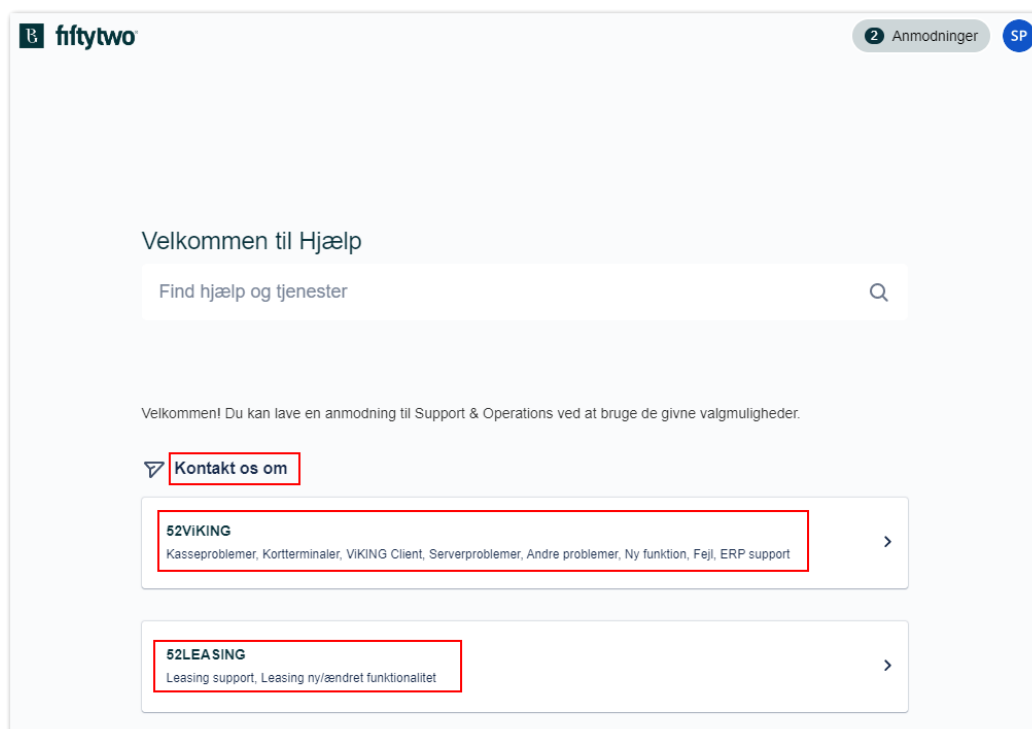 fiftytwo
2 Anmodninger
SP
Velkommen til Hjælp
Find hjælp og tjenester
Velkommen! Du kan lave en anmodning til Support & Operations ved at bruge de givne valgmuligheder.
Kontakt os om
52ViKING
Kasseproblemer, Kortterminaler, ViKING Client, Serverproblemer, Andre problemer, Ny funktion, Fejl, ERP support
52LEASING
Leasing support, Leasing ny/ændret funktionalitet